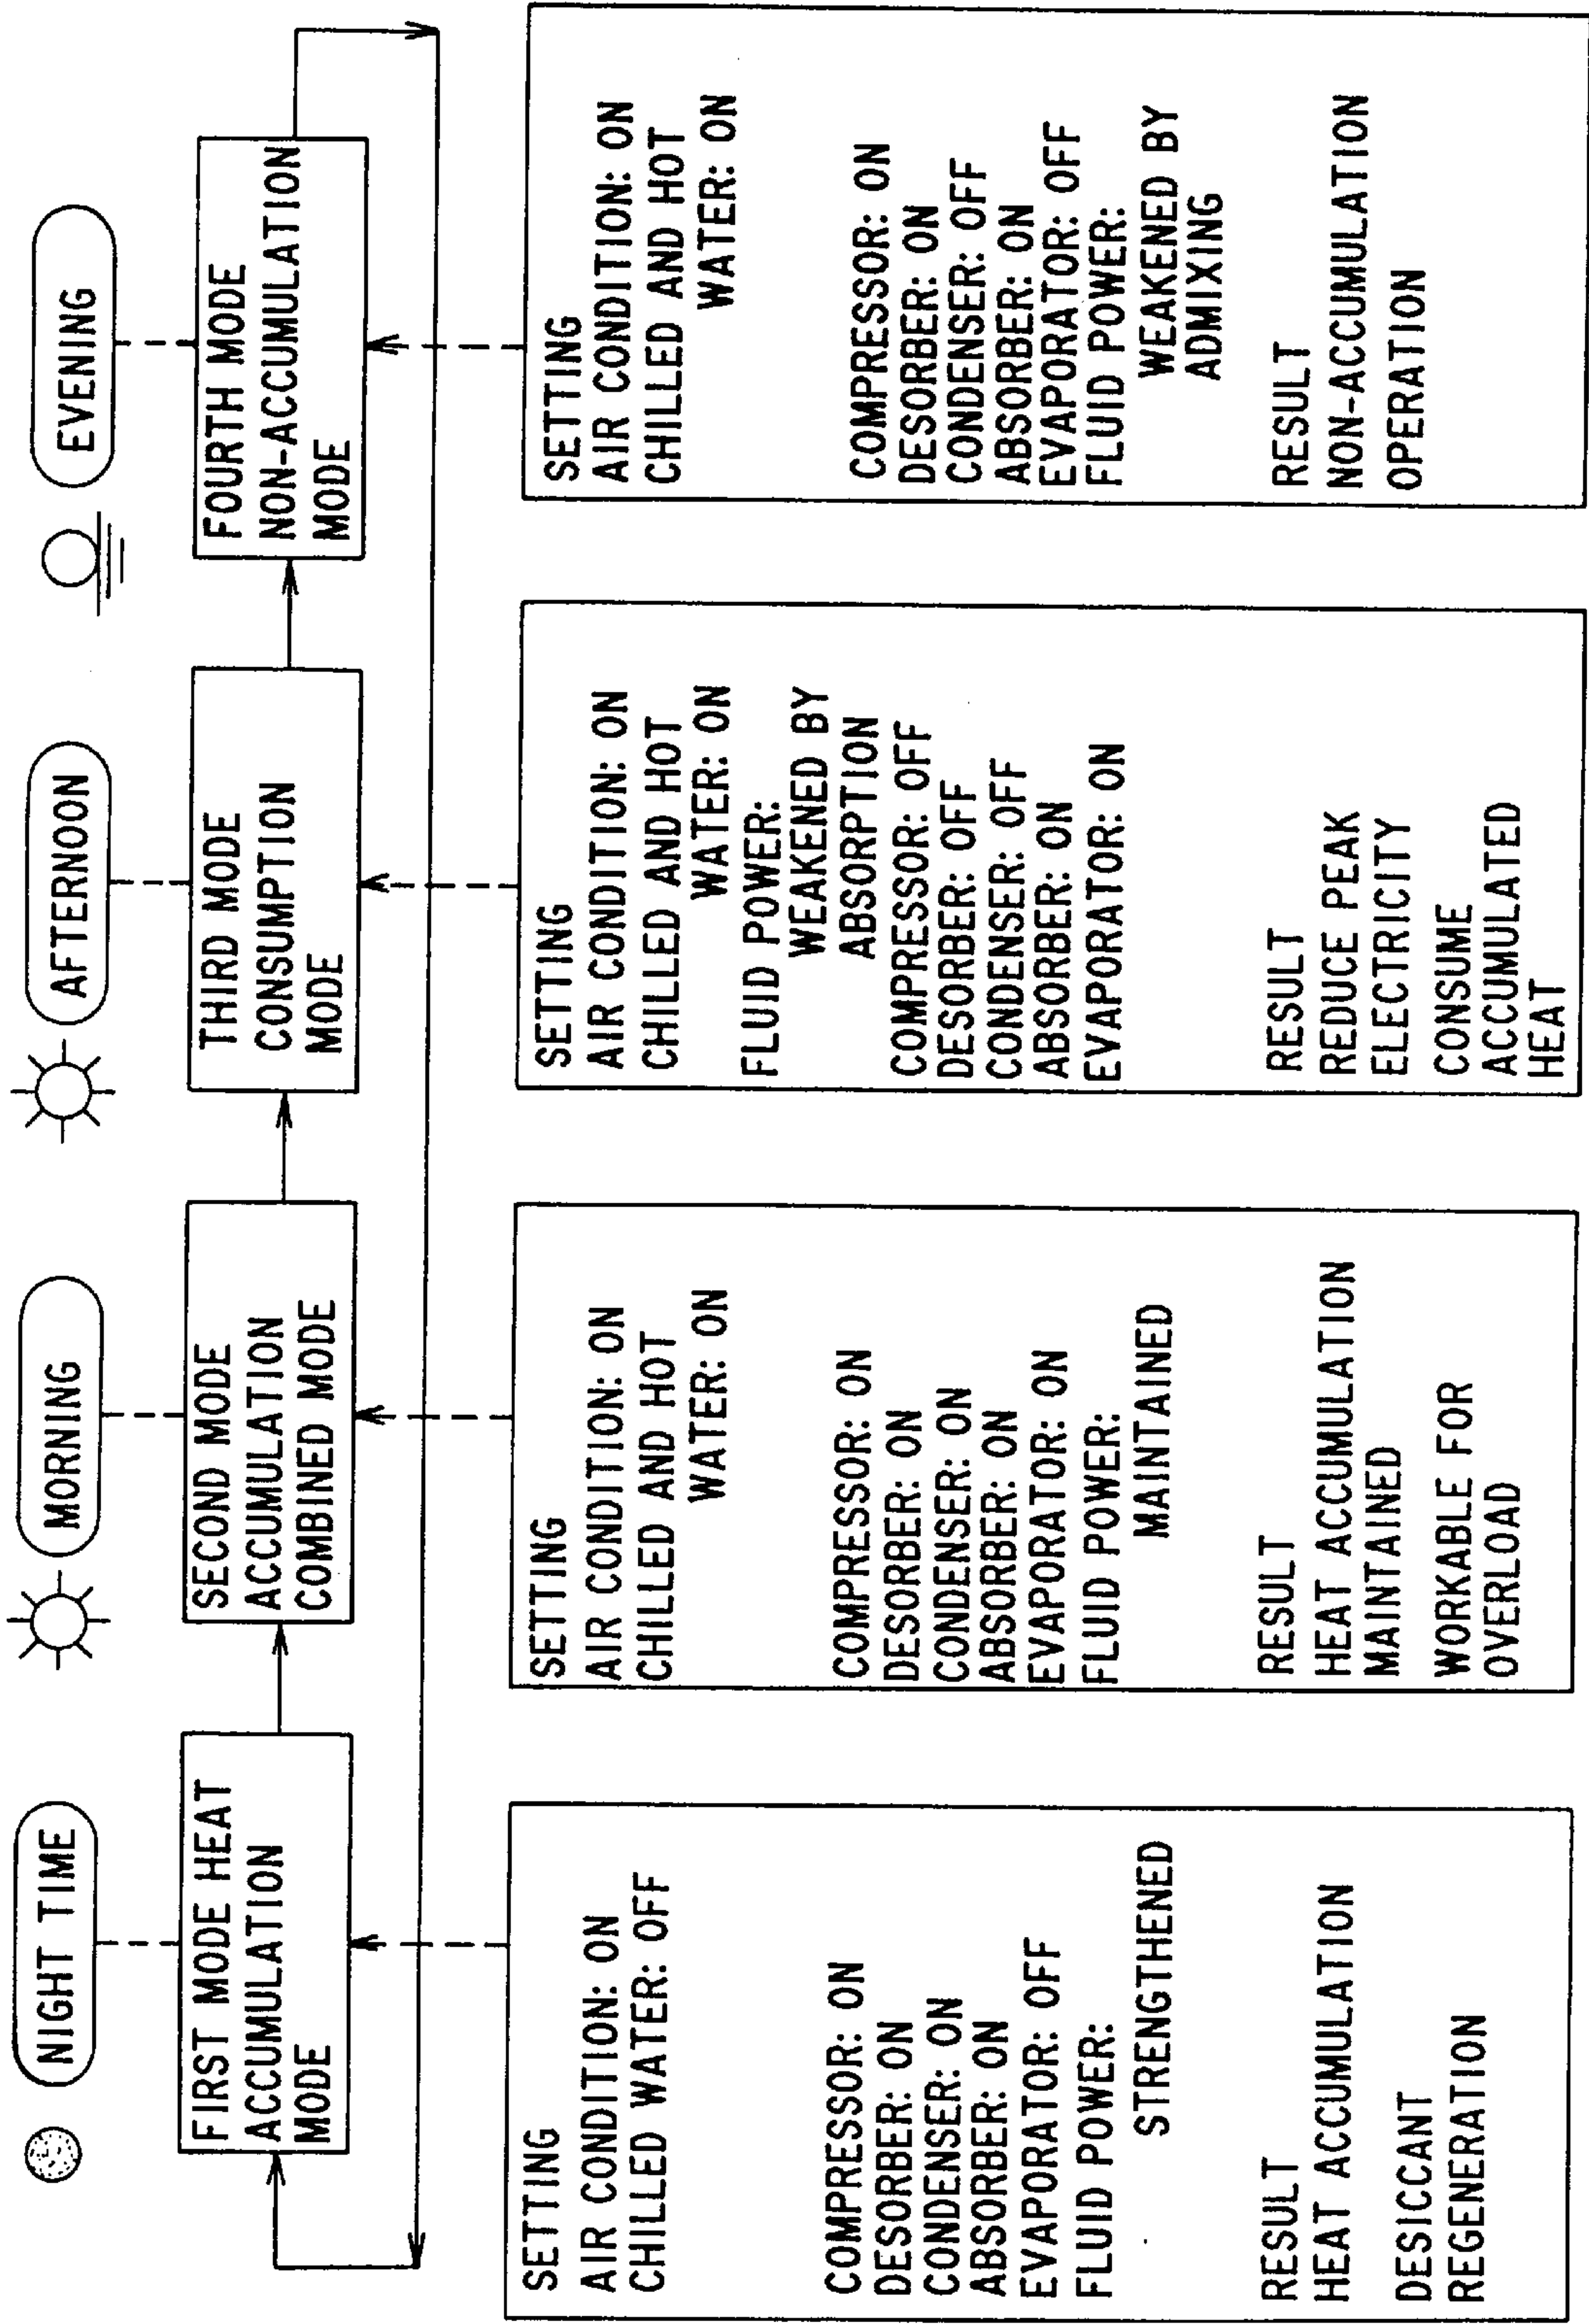 NIGHT TIME
FIRST MODE HEAT
ACCUMULATION
MODE
SETTING
AIR CONDITION: ON
CHILLED WATER: OFF
COMPRESSOR: ON
DESORBER: ON
CONDENSER: ON
ABSORBER: ON
EVAPORATOR: OFF
FLUID POWER:
STRENGTHENED
RESULT
HEAT ACCUMULATION
DESICCANT
REGENERATION
MORNING
SECOND MODE
ACCUMULATION
COMBINED MODE
SETTING
AIR CONDITION: ON
CHILLED AND HOT
WATER: ON
COMPRESSOR: ON
DESORBER: ON
CONDENSER: ON
ABSORBER: ON
EVAPORATOR: ON
FLUID POWER:
MAINTAINED
RESULT
HEAT ACCUMULATION
MAINTAINED
WORKABLE FOR
OVERLOAD
AFTERNOON
THIRD MODE
CONSUMPTION
MODE
SETTING
AIR CONDITION: ON
CHILLED AND HOT
WATER: ON
FLUID POWER:
WEAKENED BY
ABSORPTION
COMPRESSOR: OFF
DESORBER: OFF
CONDENSER: OFF
ABSORBER: ON
EVAPORATOR: ON
RESULT
REDUCE PEAK
ELECTRICITY
CONSUME
ACCUMULATED
HEAT
EVENING
FOURTH MODE
NON-ACCUMULATION
MODE
SETTING
AIR CONDITION: ON
CHILLED AND HOT
WATER: ON
COMPRESSOR: ON
DESORBER: ON
CONDENSER: OFF
ABSORBER: ON
EVAPORATOR: OFF
FLUID POWER:
WEAKENED BY
ADMIXING
RESULT
NON-ACCUMULATION
OPERATION